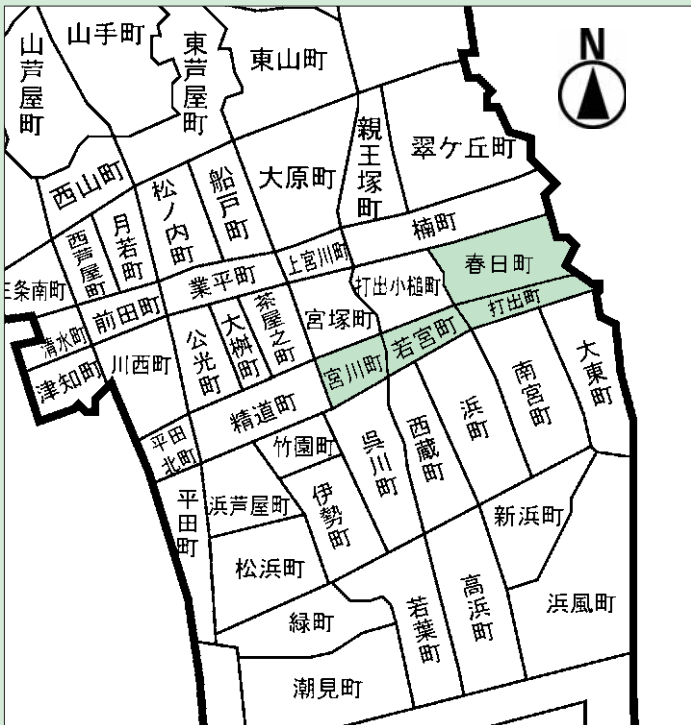 山芦屋町
山手町
東芦屋町
東山町
N
西山町
松ノ内町
船戸町
大原町
親王塚町
翠ケ丘町
西芦屋町
月若町
三条南町
前田町
業平町
上宮川町
楠町
春日町
清水町
津知町
川西町
公光町
大桝町
茶屋之町
宮塚町
打出小槌町
打出町
宮川町
若宮町
精道町
平田北町
竹園町
呉川町
西蔵町
浜町
南宮町
大東町
平田町
浜芦屋町
伊勢町
新浜町
松浜町
緑町
若葉町
高浜町
浜風町
潮見町